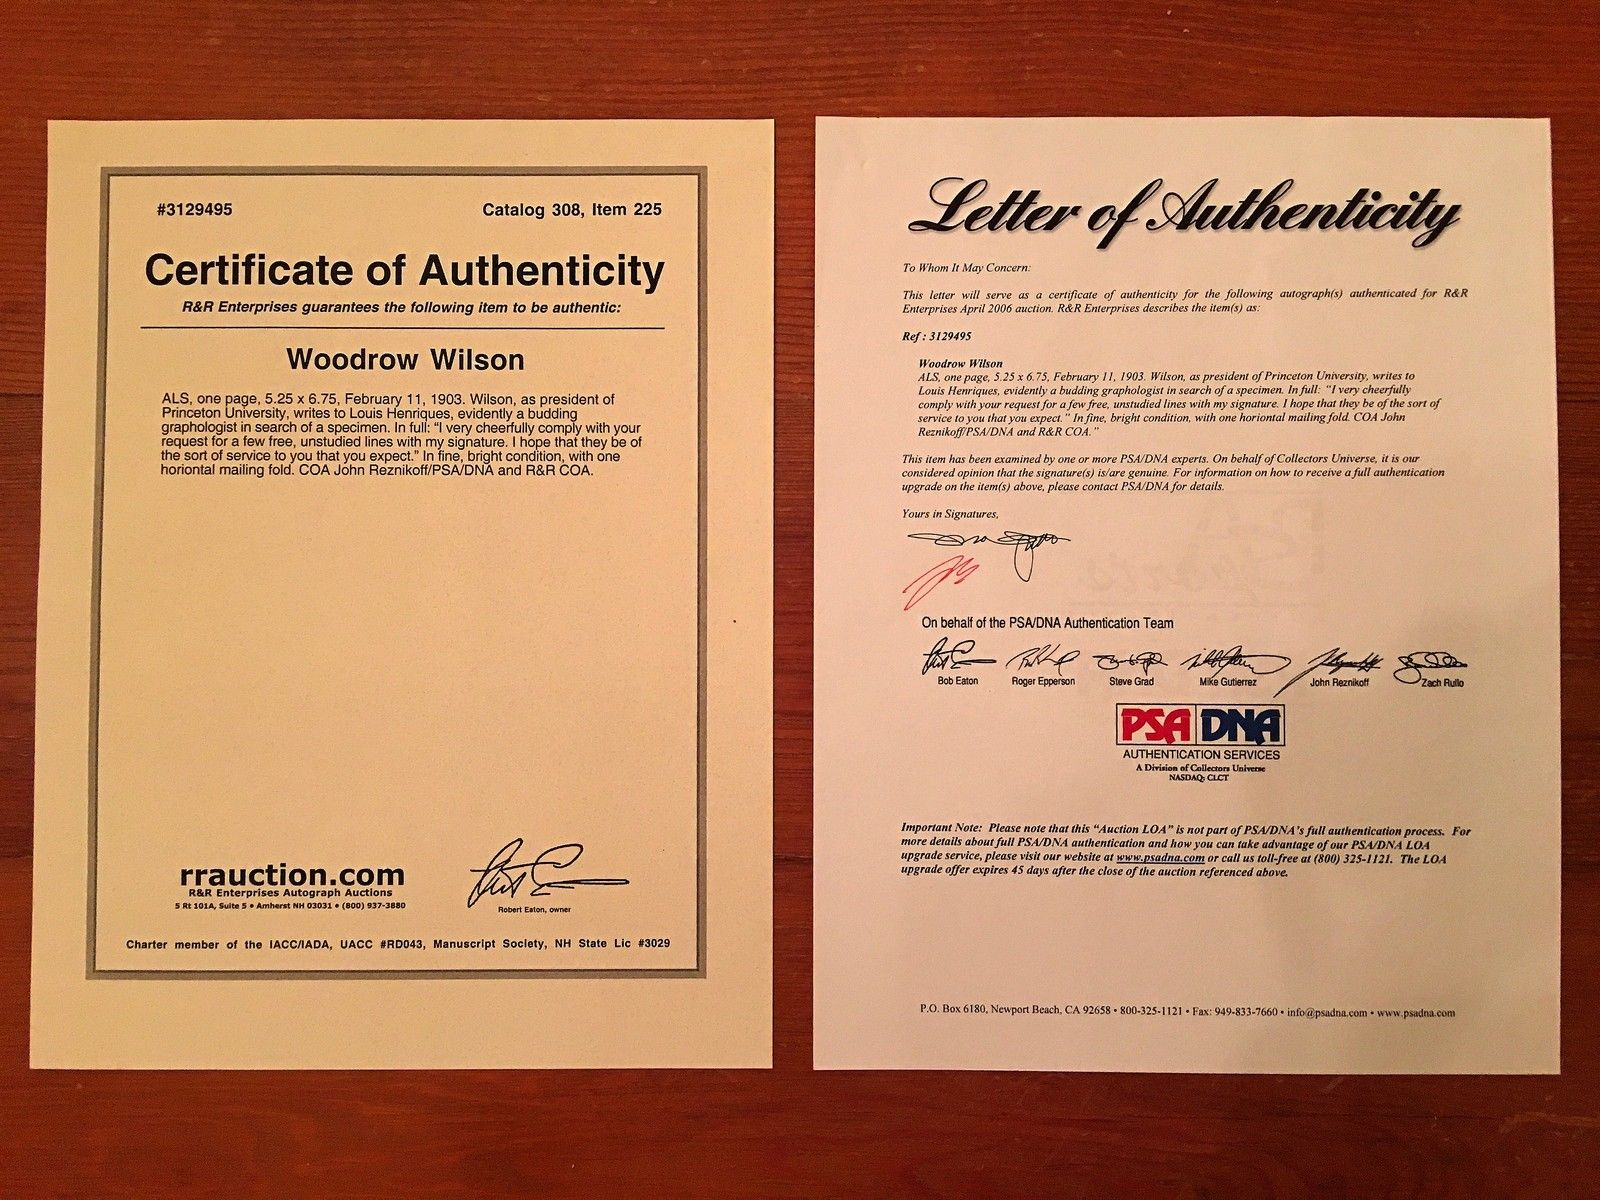 #3129495 Catalog 308, Item 225
Certificate of Authenticity
R&R Enterprises guarantees the following item to be authentic:
Woodrow Wilson
ALS, one page, 5.25 x 6.75, February 11, 1903. Wilson, as president of
Princeton University, writes to Louis Henriques, evidently a budding
graphologist in search of a specimen. In full: “I very cheerfully comply with your
request for a few free, unstudied lines with my signature. I hope that they be of
the sort of service to you that you expect.” In fine, bright condition, with one
horiontal mailing fold. COA John Reznikoff/PSA/DNA and R&R COA.
rrauction.com
R&R Enterprises Autograph Auctions
5 Rt 101A, Suite 5 • Amherst NH 03031 • (800) 937-3880
Robert Eaton, owner
Charter member of the IACC/IADA, UACC #RD043, Manuscript Society, NH State Lic #3029
Letter of Authenticity
To Whom It May Concern:
This letter will serve as a certificate of authenticity for the following autograph(s) authenticated for R&R
Enterprises April 2006 auction. R&R Enterprises describes the item(s) as:
Ref : 3129495
Woodrow Wilson
ALS, one page, 5.25 x 6.75, February 11, 1903. Wilson, as president of Princeton University, writes to
Louis Henriques, evidently a budding graphologist in search of a specimen. In full: “I very cheerfully
comply with your request for a few free, unstudied lines with my signature. I hope that they be of the sort of
service to you that you expect.” In fine, bright condition, with one horiontal mailing fold. COA John
Reznikoff/PSA/DNA and R&R COA.”
This item has been examined by one or more PSA/DNA experts. On behalf of Collectors Universe, it is our
considered opinion that the signature(s) is/are genuine. For information on how to receive a full authentication
upgrade on the item(s) above, please contact PSA/DNA for details.
Yours in Signatures,
On behalf of the PSA/DNA Authentication Team
Bob Eaton Roger Epperson Steve Grad Mike Gutierrez John Reznikoff Zach Rullo
PSA DNA
AUTHENTICATION SERVICES
A Division of Collectors Universe
NASDAQ: CLCT
Important Note: Please note that this “Auction LOA” is not part of PSA/DNA’s full authentication process. For
more details about full PSA/DNA authentication and how you can take advantage of our PSA/DNA LOA
upgrade service, please visit our website at www.psadna.com or call us toll-free at (800) 325-1121. The LOA
upgrade offer expires 45 days after the close of the auction referenced above.
P.O. Box 6180, Newport Beach, CA 92658 • 800-325-1121 • Fax: 949-833-7660 • info@psadna.com • www.psadna.com